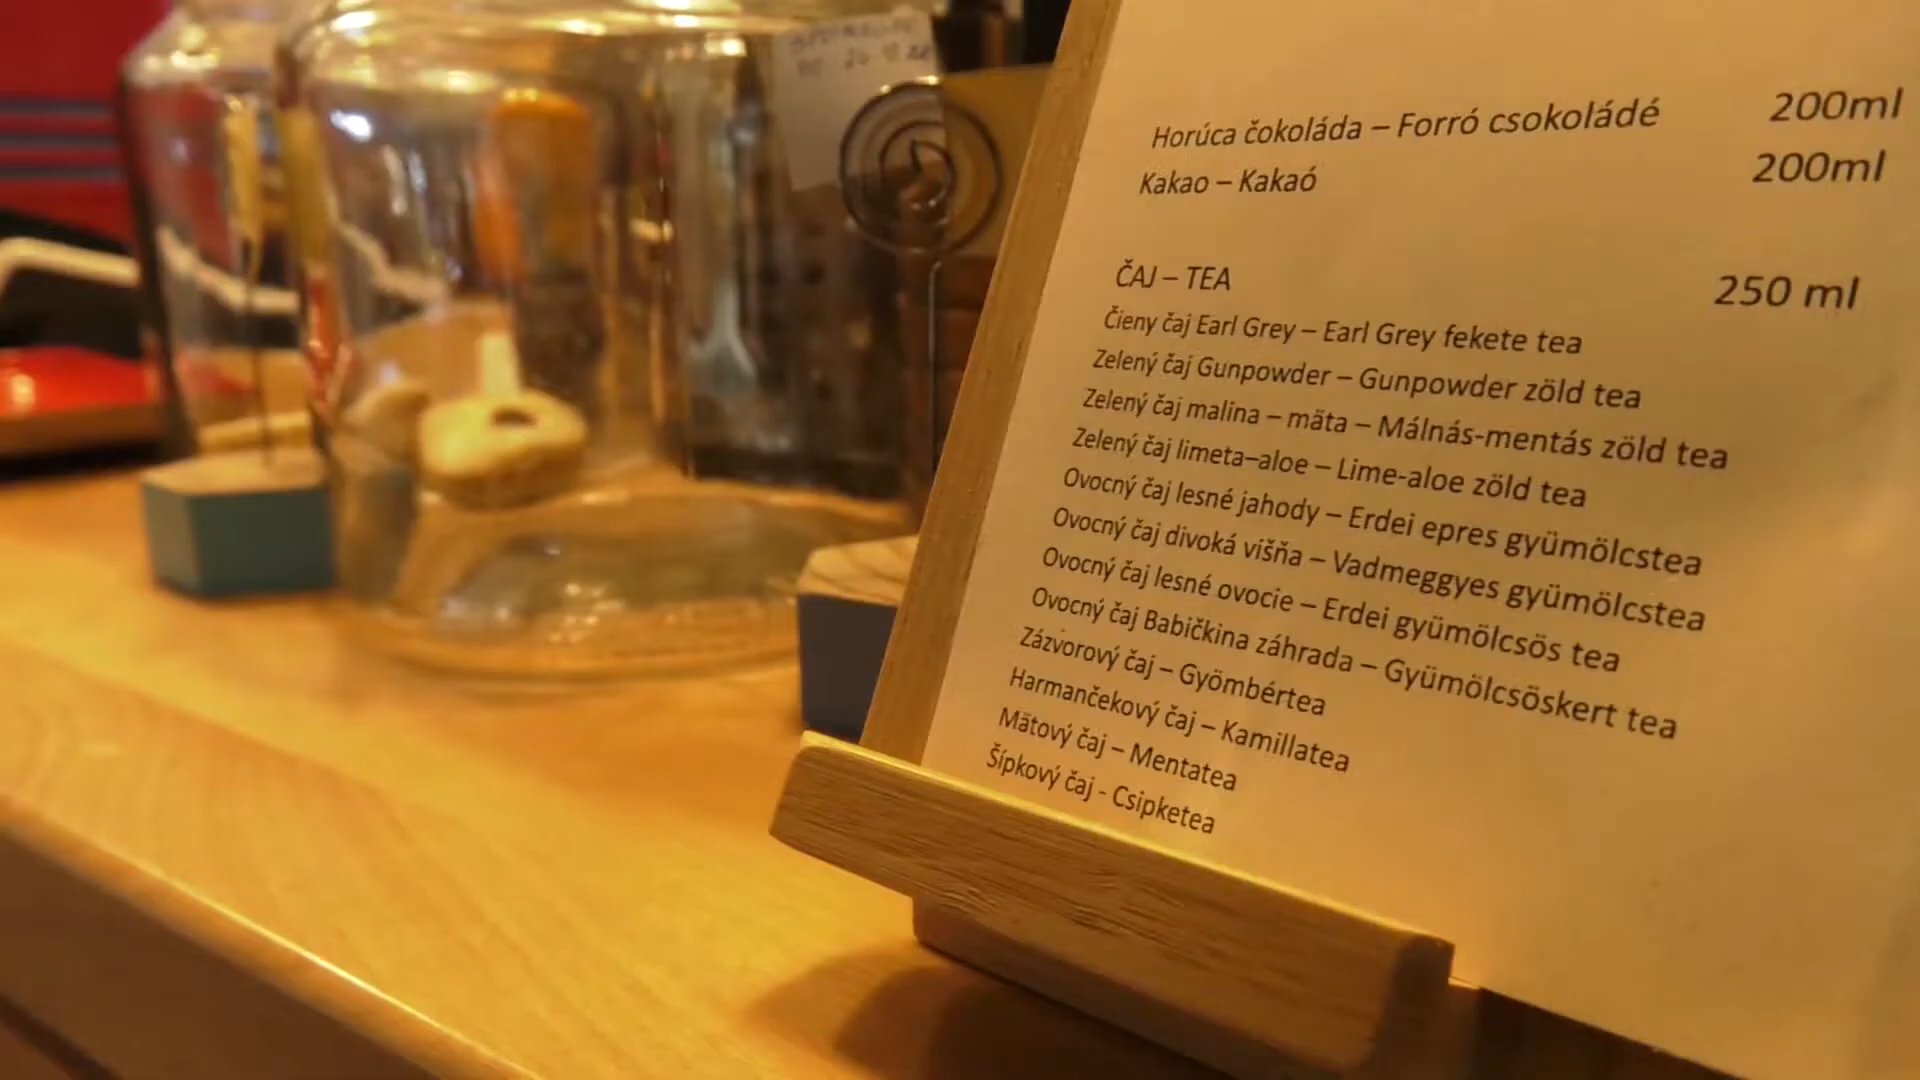 Horúca čokoláda – Forró csokoládé 200ml
Kakao – Kakaó 200ml
ČAJ – TEA 250 ml
Čieny čaj Earl Grey – Earl Grey fekete tea
Zelený čaj Gunpowder – Gunpowder zöld tea
Zelený čaj malina – mäta – Málnás-mentás zöld tea
Zelený čaj limeta–aloe – Lime-aloe zöld tea
Ovocný čaj lesné jahody – Erdei epres gyümölcstea
Ovocný čaj divoká višňa – Vadmeggyes gyümölcstea
Ovocný čaj lesné ovocie – Erdei gyümölcsös tea
Ovocný čaj Babičkina záhrada – Gyümölcsöskert tea
Zázvorový čaj – Gyömbértea
Harmančekový čaj – Kamillatea
Mätový čaj – Mentatea
Šípkový čaj - Csipketea